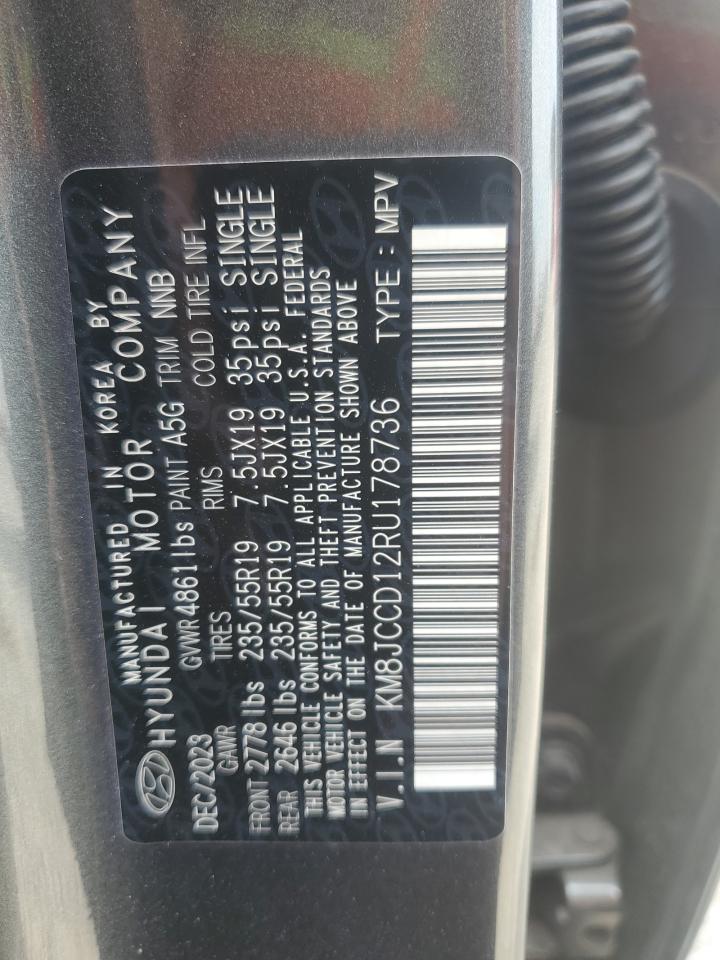 MANUFACTURED IN KOREA BY
HYUNDAI MOTOR COMPANY
DEC/2023 GVWR 4861 lbs PAINT A5G TRIM NNB
GAWR TIRES RIMS COLD TIRE INFL
FRONT 2778 lbs 235/55R19 7.5JX19 35psi SINGLE
REAR 2646 lbs 235/55R19 7.5JX19 35psi SINGLE
THIS VEHICLE CONFORMS TO ALL APPLICABLE U.S.A. FEDERAL
MOTOR VEHICLE SAFETY AND THEFT PREVENTION STANDARDS
IN EFFECT ON THE DATE OF MANUFACTURE SHOWN ABOVE
V.I.N KM8JCCD12RU178736 TYPE : MPV